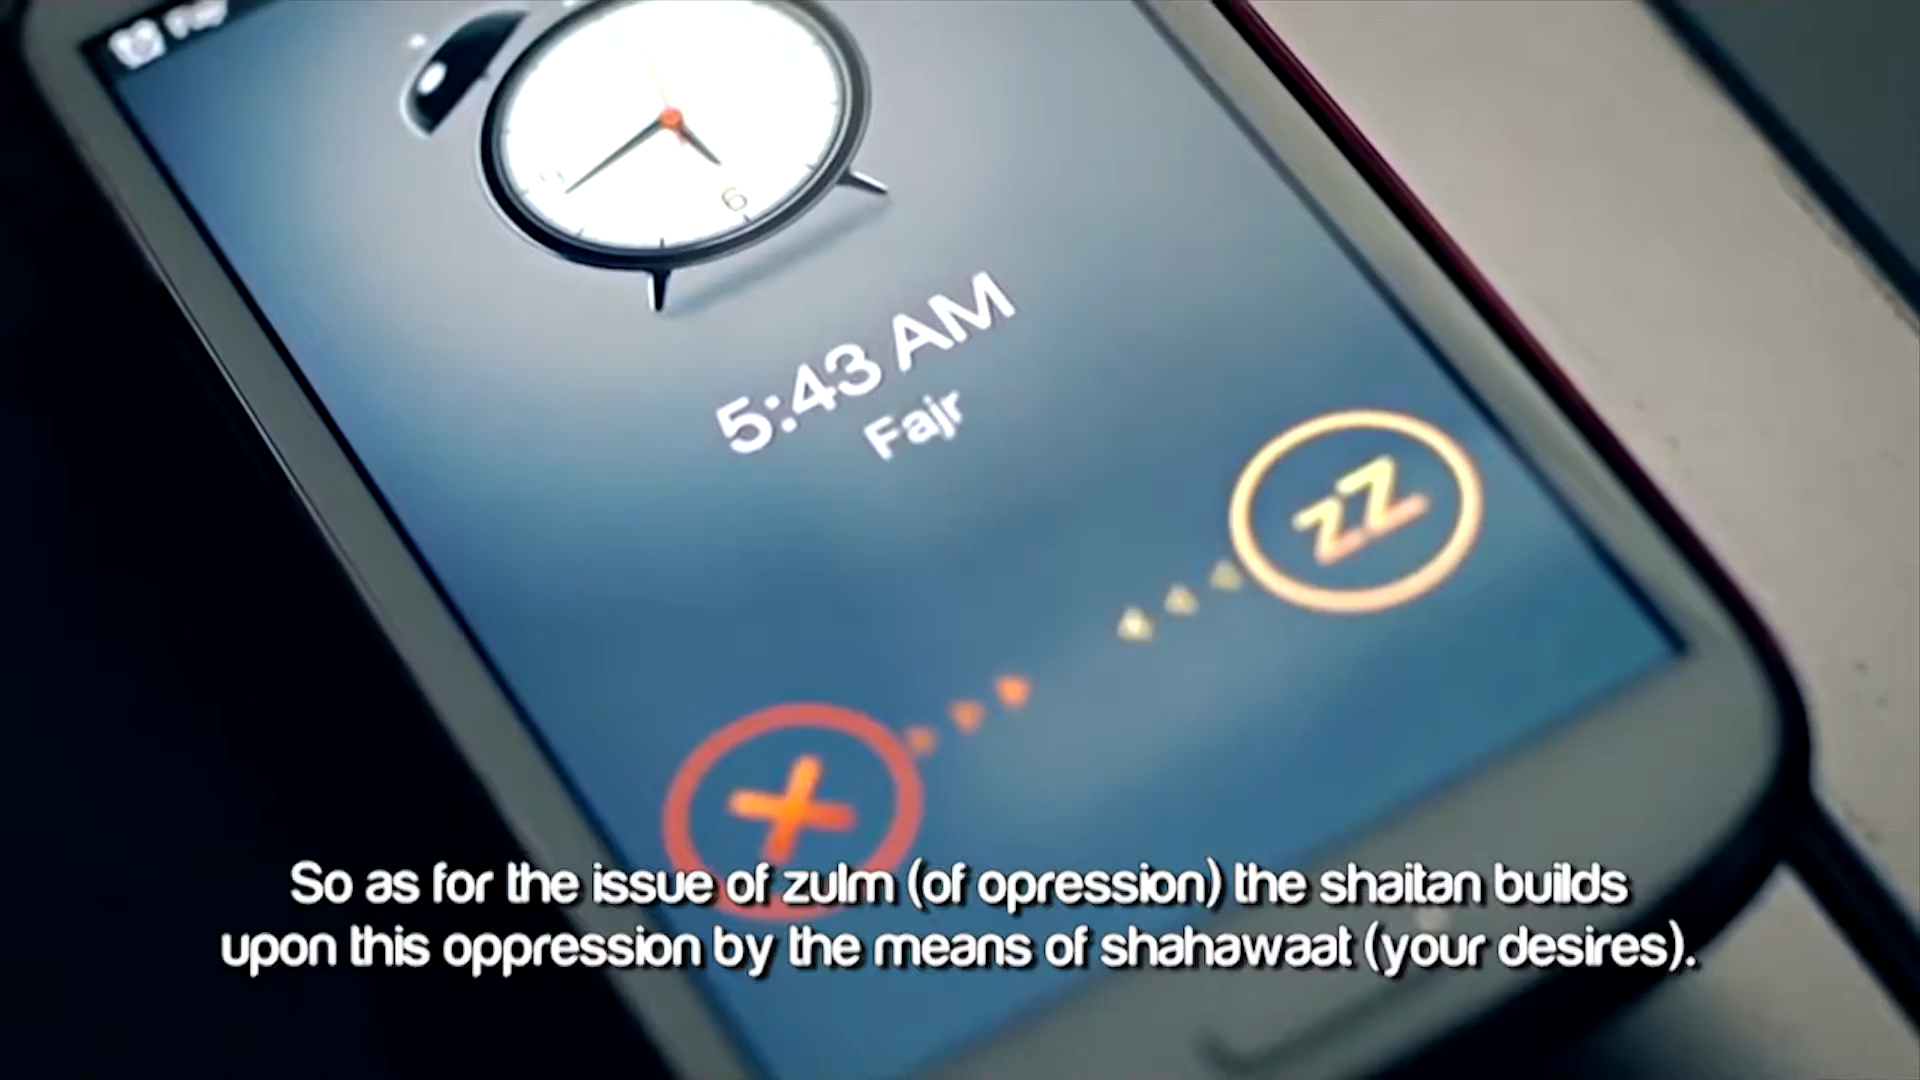 5:43 AM
Fajr
zZ
So as for the issue of zulm (of opression) the shaitan builds
upon this oppression by the means of shahawaat (your desires).